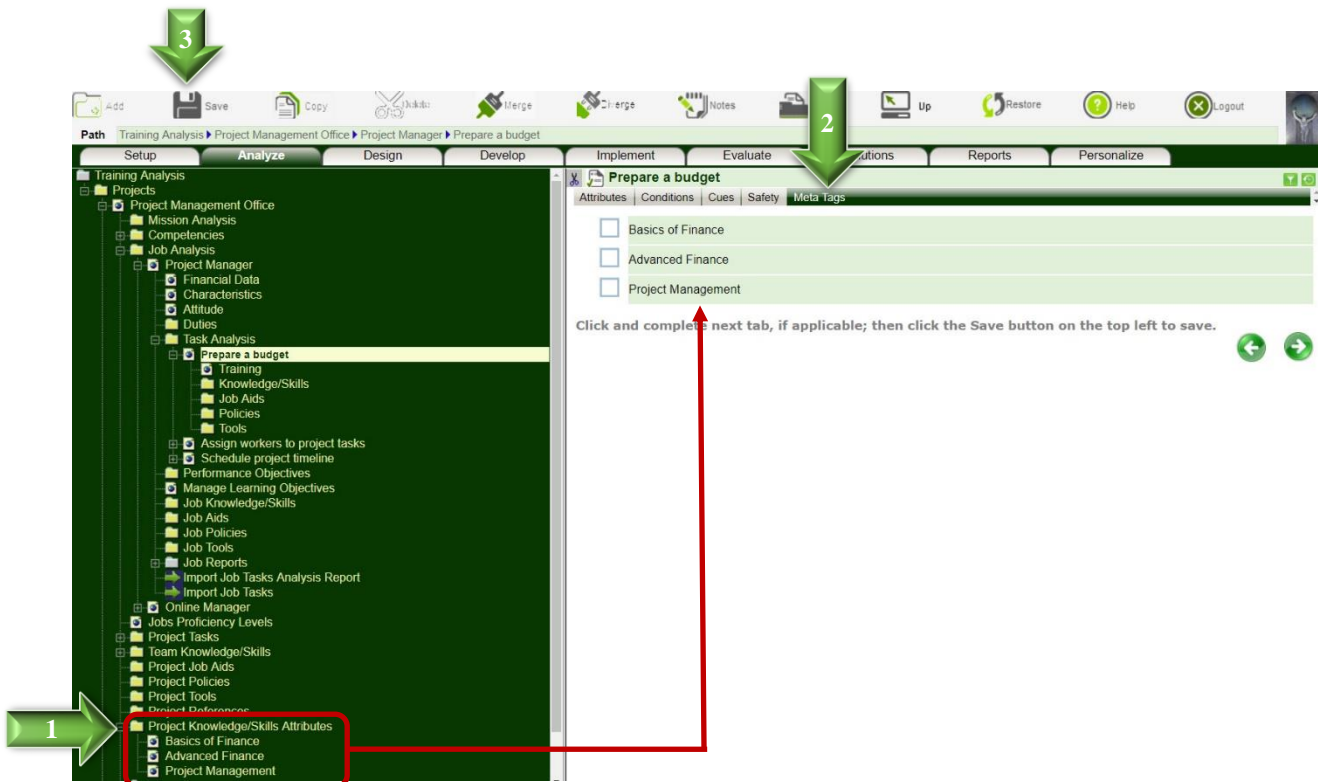 3
Add Save Copy Delete Merge Diverge Notes Up Restore Help Logout
2
Path Training Analysis Project Management Office Project Manager Prepare a budget
Setup Analyze Design Develop Implement Evaluate Reports Personalize
Training Analysis
Projects
Project Management Office
Mission Analysis
Competencies
Job Analysis
Project Manager
Financial Data
Characteristics
Attitude
Duties
Task Analysis
Prepare a budget
Training
Knowledge/Skills
Job Aids
Policies
Tools
Assign workers to project tasks
Schedule project timeline
Performance Objectives
Manage Learning Objectives
Job Knowledge/Skills
Job Aids
Job Policies
Job Tools
Job Reports
Import Job Tasks Analysis Report
Import Job Tasks
Online Manager
Jobs Proficiency Levels
Project Tasks
Team Knowledge/Skills
Project Job Aids
Project Policies
Project Tools
Project References
1
Project Knowledge/Skills Attributes
Basics of Finance
Advanced Finance
Project Management
Prepare a budget
Attributes Conditions Cues Safety Meta Tags
Basics of Finance
Advanced Finance
Project Management
Click and complete next tab, if applicable; then click the Save button on the top left to save.